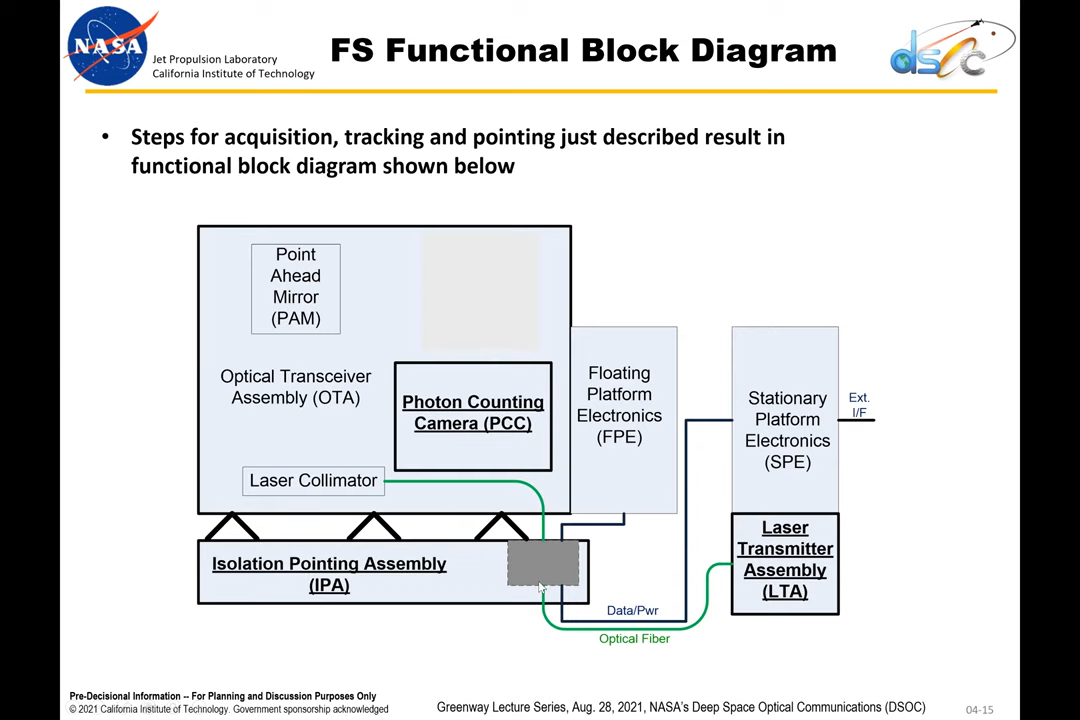 NASA
Jet Propulsion Laboratory
California Institute of Technology
FS Functional Block Diagram
dsoc
• Steps for acquisition, tracking and pointing just described result in
functional block diagram shown below
Point
Ahead
Mirror
(PAM)
Optical Transceiver
Assembly (OTA)
Photon Counting
Camera (PCC)
Laser Collimator
Floating
Platform
Electronics
(FPE)
Stationary
Platform
Electronics
(SPE)
Ext.
I/F
Isolation Pointing Assembly
(IPA)
Laser
Transmitter
Assembly
(LTA)
Data/Pwr
Optical Fiber
Pre-Decisional Information -- For Planning and Discussion Purposes Only
© 2021 California Institute of Technology. Government sponsorship acknowledged
Greenway Lecture Series, Aug. 28, 2021, NASA's Deep Space Optical Communications (DSOC)
04-15